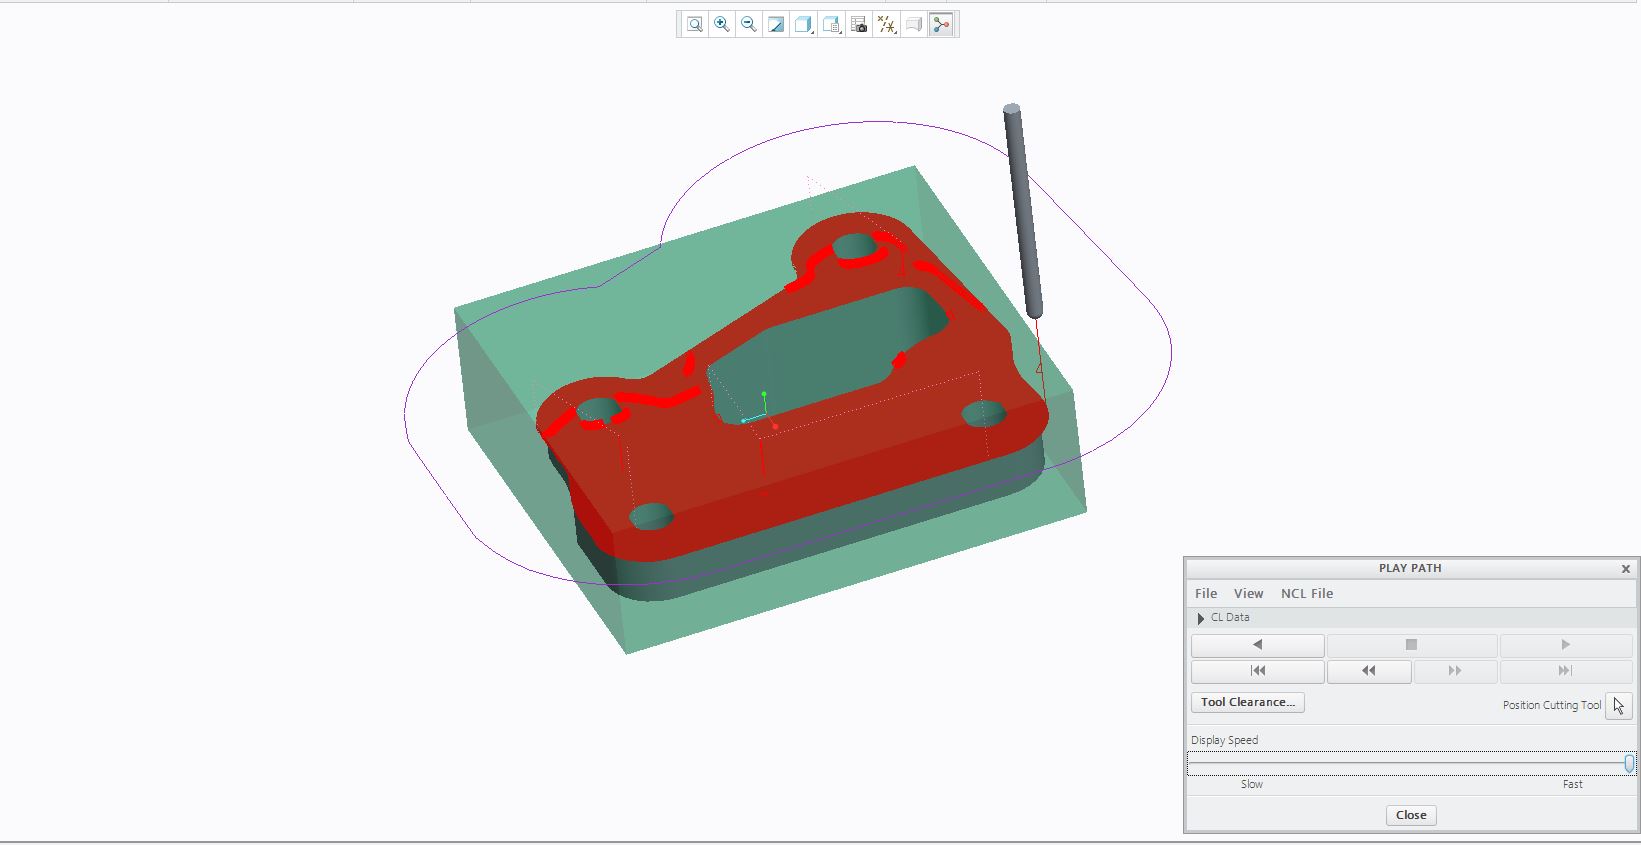 PLAY PATH
File View NCL File
CL Data
Tool Clearance...
Position Cutting Tool
Display Speed
Slow Fast
Close